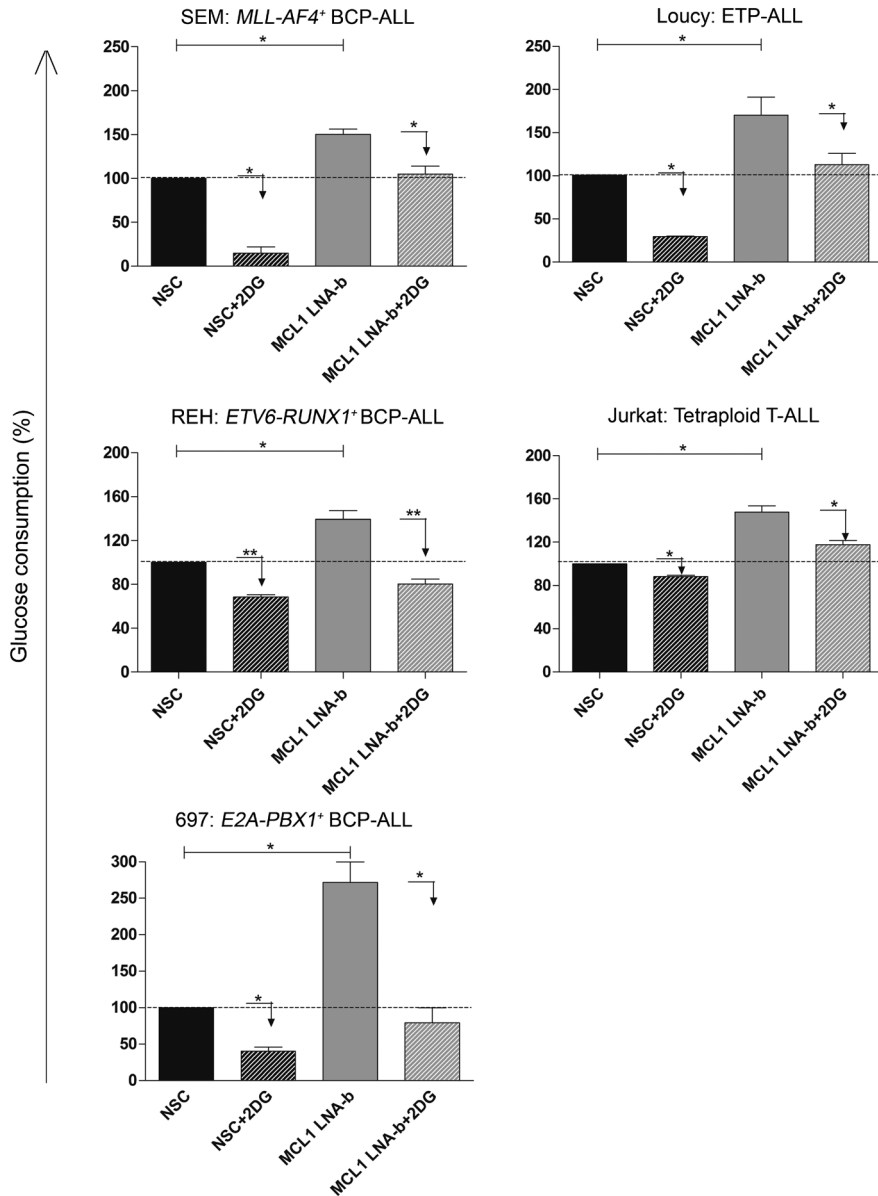 Glucose consumption (%)
SEM: MLL-AF4⁺ BCP-ALL
*
250
200
150
100
50
0
*
*
NSC
NSC+2DG
MCL1 LNA-b
MCL1 LNA-b+2DG
Loucy: ETP-ALL
*
250
200
150
100
50
0
*
*
NSC
NSC+2DG
MCL1 LNA-b
MCL1 LNA-b+2DG
REH: ETV6-RUNX1⁺ BCP-ALL
*
200
160
120
80
40
0
**
**
NSC
NSC+2DG
MCL1 LNA-b
MCL1 LNA-b+2DG
Jurkat: Tetraploid T-ALL
*
200
160
120
80
40
0
*
*
NSC
NSC+2DG
MCL1 LNA-b
MCL1 LNA-b+2DG
697: E2A-PBX1⁺ BCP-ALL
*
300
250
200
150
100
50
0
*
*
NSC
NSC+2DG
MCL1 LNA-b
MCL1 LNA-b+2DG